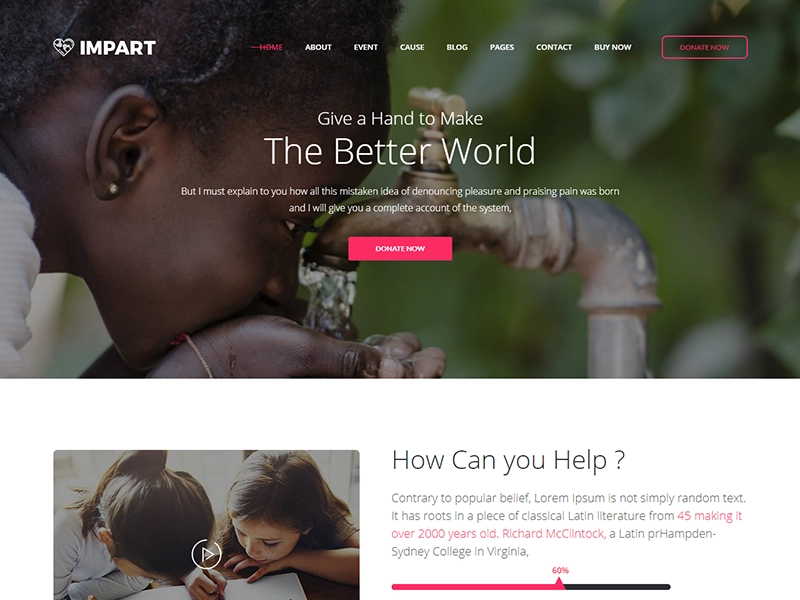 IMPART
HOME ABOUT EVENT CAUSE BLOG PAGES CONTACT BUY NOW DONATE NOW
Give a Hand to Make
The Better World
But I must explain to you how all this mistaken idea of denouncing pleasure and praising pain was born
and I will give you a complete account of the system,
DONATE NOW
How Can you Help ?
Contrary to popular belief, Lorem Ipsum is not simply random text.
It has roots in a piece of classical Latin literature from 45 making it
over 2000 years old. Richard McClintock, a Latin prHampden-
Sydney College in Virginia,
60%